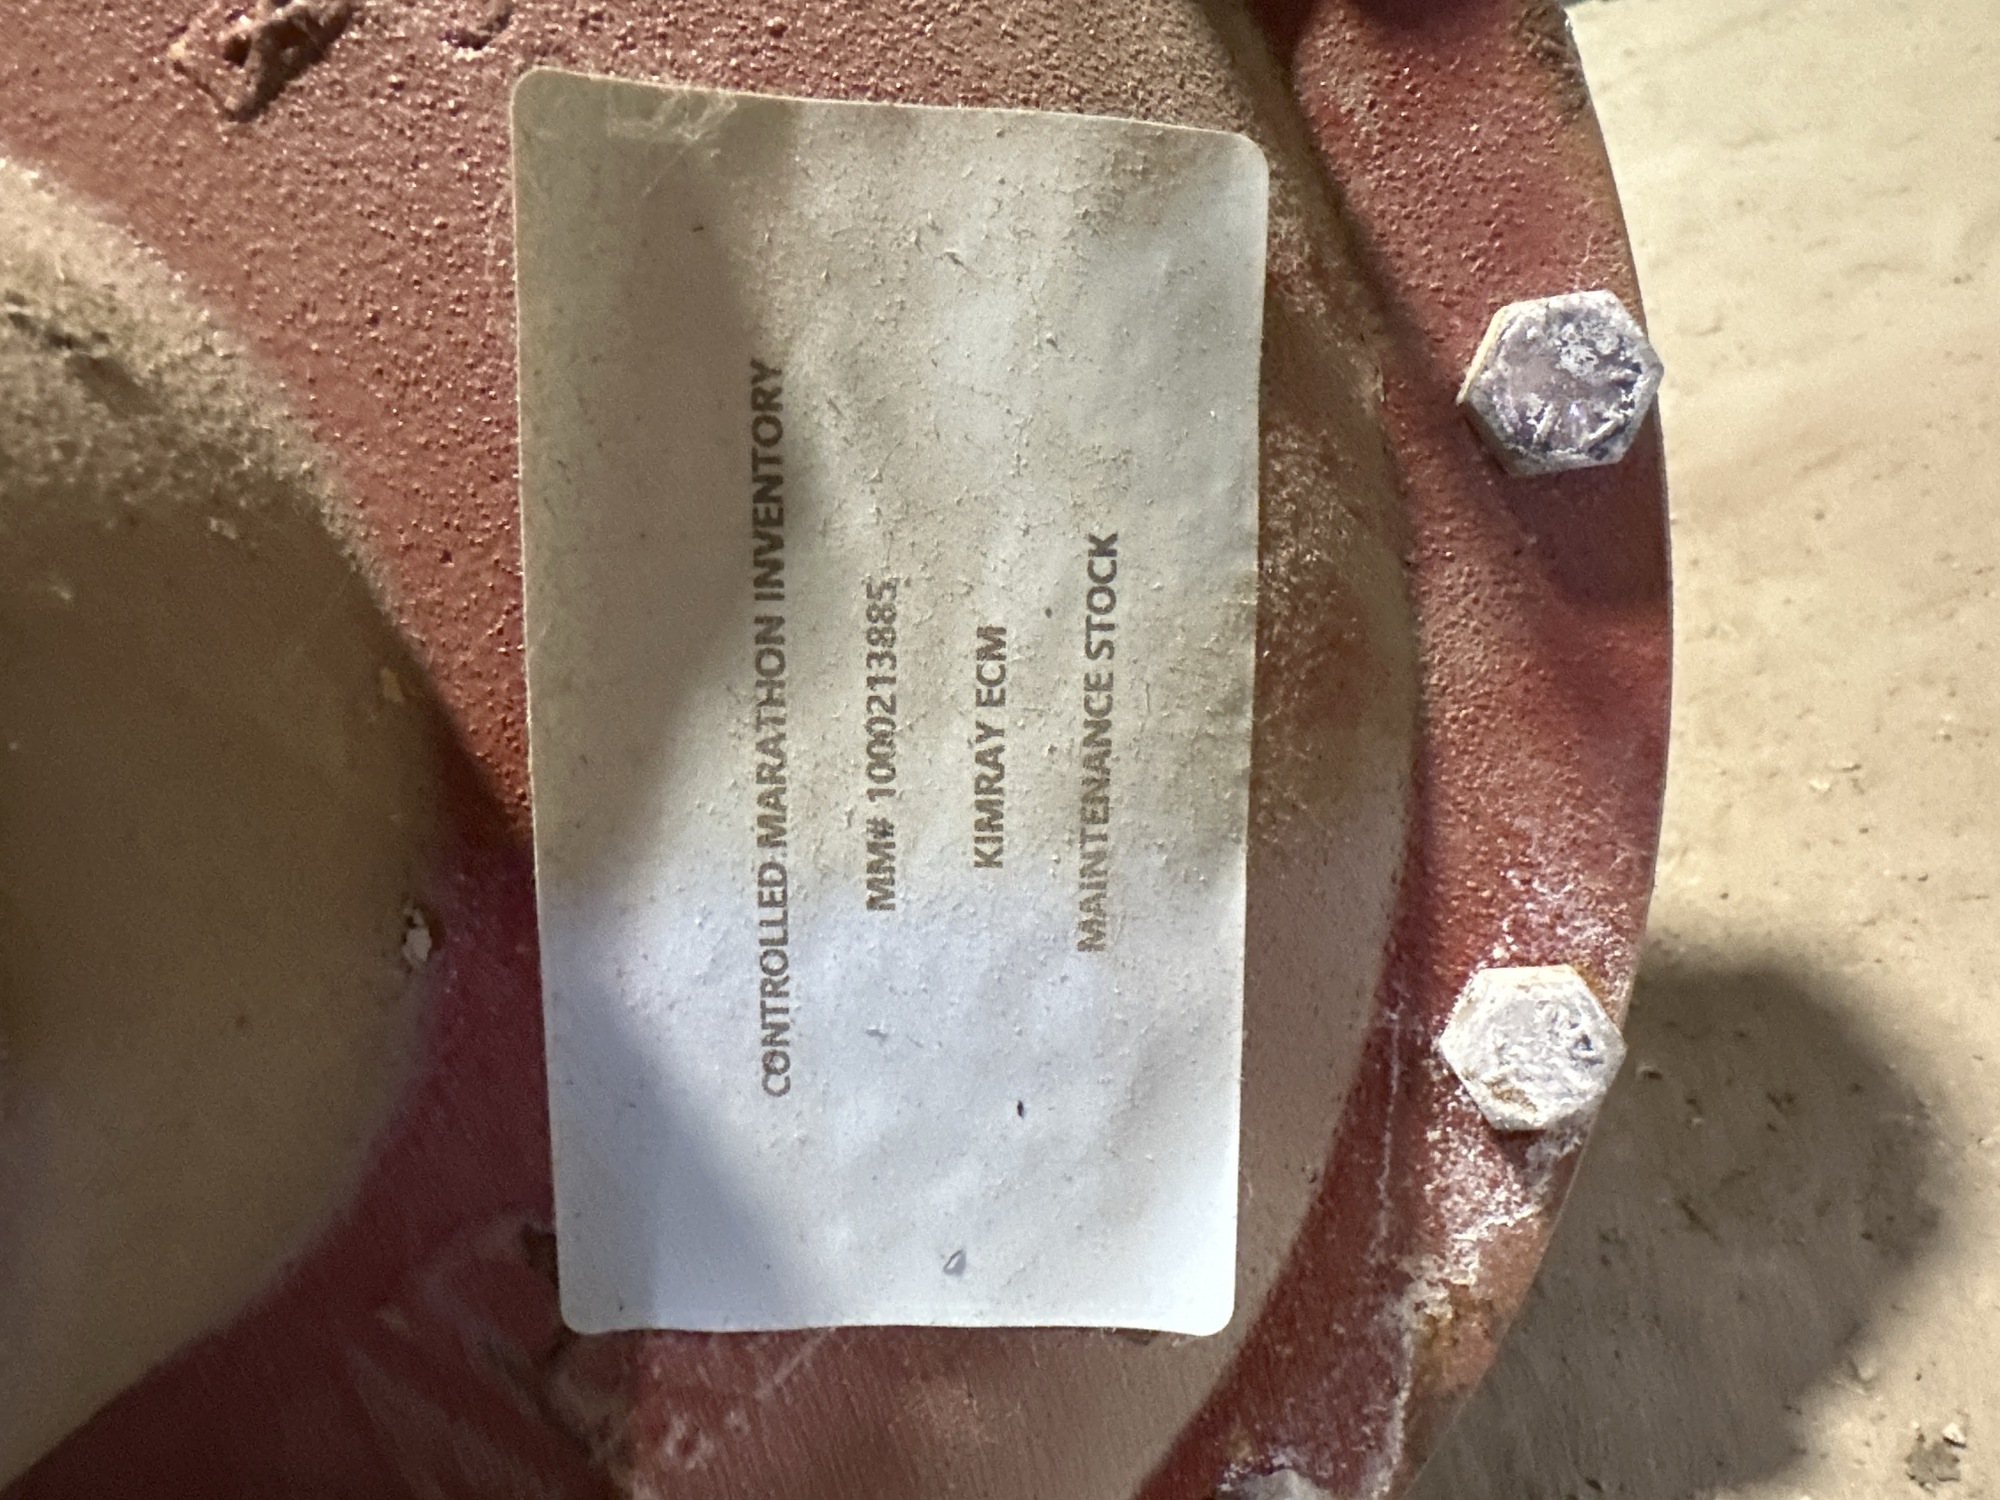 CONTROLLED MARATHON INVENTORY
MM# 1000213885
KIMRAY ECM
MAINTENANCE STOCK